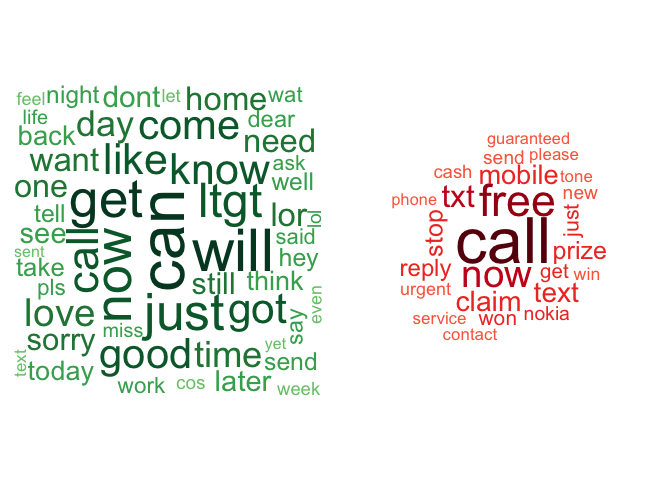 feel night dont let home wat
life
back day come dear need
want like know ask well
one get can ltgt lor lol
tell
see call now will said hey
sent
take still think
pls
love just got say even
sorry miss
good time yet send
text today
work cos later week
guaranteed
send please
cash mobile tone
phone txt free new
stop call just prize
reply now get win
urgent claim text
service won nokia
contact